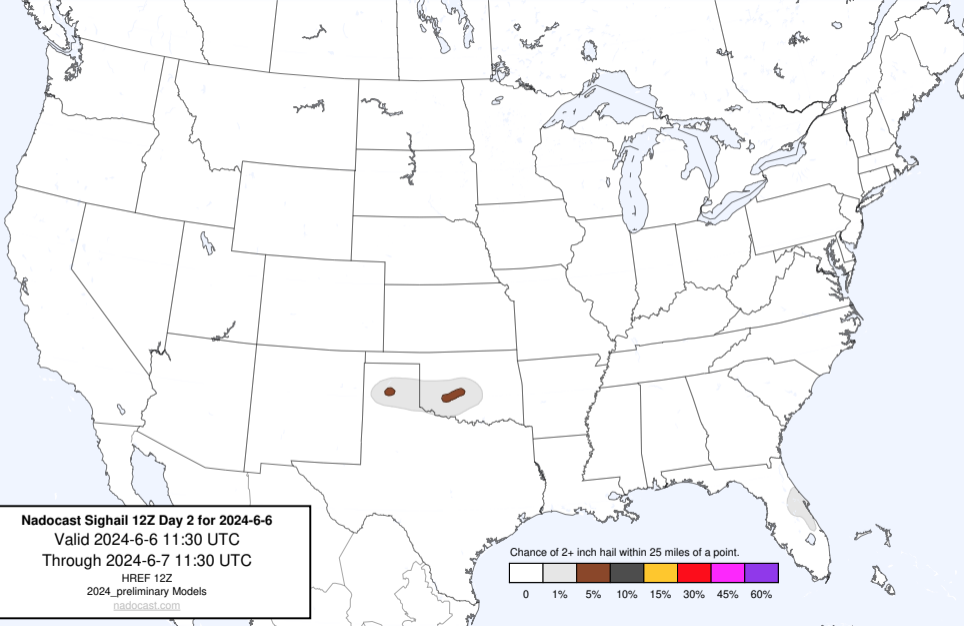 Nadocast Sighail 12Z Day 2 for 2024-6-6
Valid 2024-6-6 11:30 UTC
Through 2024-6-7 11:30 UTC
HREF 12Z
2024_preliminary Models
nadocast.com
Chance of 2+ inch hail within 25 miles of a point.
0 1% 5% 10% 15% 30% 45% 60%